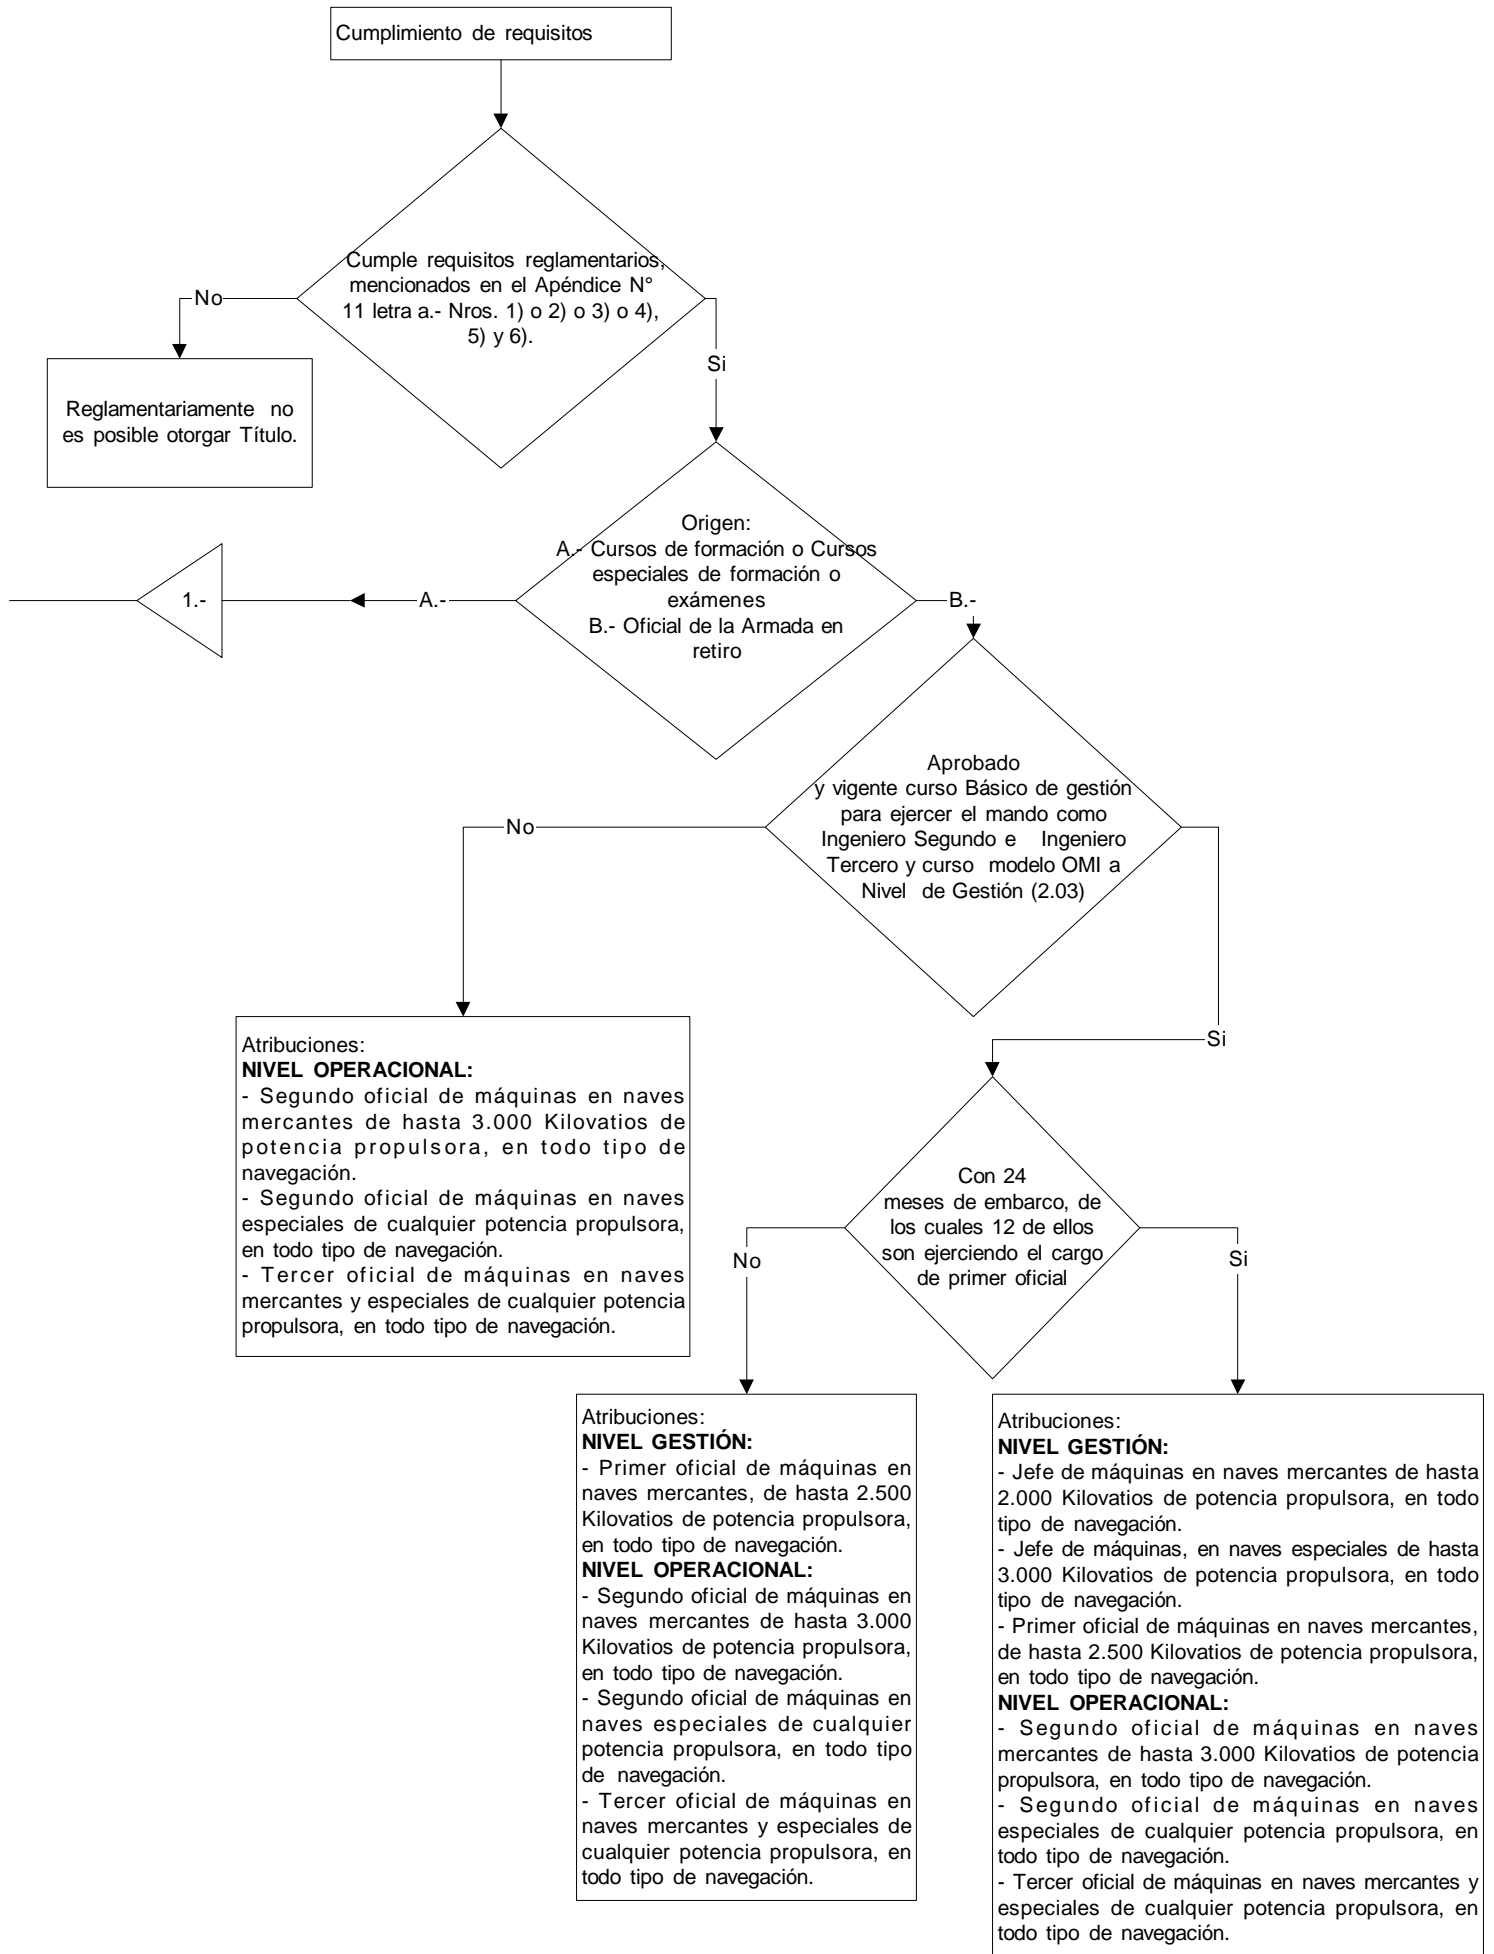 Cumplimiento de requisitos
Cumple requisitos reglamentarios,
mencionados en el Apéndice N°
11 letra a.- Nros. 1) o 2) o 3) o 4),
5) y 6).
No
Si
Reglamentariamente no
es posible otorgar Título.
Origen:
A.- Cursos de formación o Cursos
especiales de formación o
exámenes
B.- Oficial de la Armada en
retiro
1.-
A.-
B.-
Aprobado
y vigente curso Básico de gestión
para ejercer el mando como
Ingeniero Segundo e Ingeniero
Tercero y curso modelo OMI a
Nivel de Gestión (2.03)
No
Si
Atribuciones:
NIVEL OPERACIONAL:
- Segundo oficial de máquinas en naves
mercantes de hasta 3.000 Kilovatios de
potencia propulsora, en todo tipo de
navegación.
- Segundo oficial de máquinas en naves
especiales de cualquier potencia propulsora,
en todo tipo de navegación.
- Tercer oficial de máquinas en naves
mercantes y especiales de cualquier potencia
propulsora, en todo tipo de navegación.
Con 24
meses de embarco, de
los cuales 12 de ellos
son ejerciendo el cargo
de primer oficial
No
Si
Atribuciones:
NIVEL GESTIÓN:
- Primer oficial de máquinas en
naves mercantes, de hasta 2.500
Kilovatios de potencia propulsora,
en todo tipo de navegación.
NIVEL OPERACIONAL:
- Segundo oficial de máquinas en
naves mercantes de hasta 3.000
Kilovatios de potencia propulsora,
en todo tipo de navegación.
- Segundo oficial de máquinas en
naves especiales de cualquier
potencia propulsora, en todo tipo
de navegación.
- Tercer oficial de máquinas en
naves mercantes y especiales de
cualquier potencia propulsora, en
todo tipo de navegación.
Atribuciones:
NIVEL GESTIÓN:
- Jefe de máquinas en naves mercantes de hasta
2.000 Kilovatios de potencia propulsora, en todo
tipo de navegación.
- Jefe de máquinas, en naves especiales de hasta
3.000 Kilovatios de potencia propulsora, en todo
tipo de navegación.
- Primer oficial de máquinas en naves mercantes,
de hasta 2.500 Kilovatios de potencia propulsora,
en todo tipo de navegación.
NIVEL OPERACIONAL:
- Segundo oficial de máquinas en naves
mercantes de hasta 3.000 Kilovatios de potencia
propulsora, en todo tipo de navegación.
- Segundo oficial de máquinas en naves
especiales de cualquier potencia propulsora, en
todo tipo de navegación.
- Tercer oficial de máquinas en naves mercantes y
especiales de cualquier potencia propulsora, en
todo tipo de navegación.